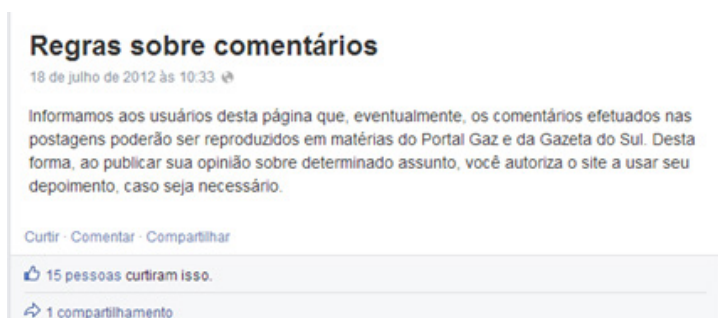 Regras sobre comentários
18 de julho de 2012 às 10:33
Informamos aos usuários desta página que, eventualmente, os comentários efetuados nas
postagens poderão ser reproduzidos em matérias do Portal Gaz e da Gazeta do Sul. Desta
forma, ao publicar sua opinião sobre determinado assunto, você autoriza o site a usar seu
depoimento, caso seja necessário.
Curtir · Comentar · Compartilhar
15 pessoas curtiram isso.
1 compartilhamento